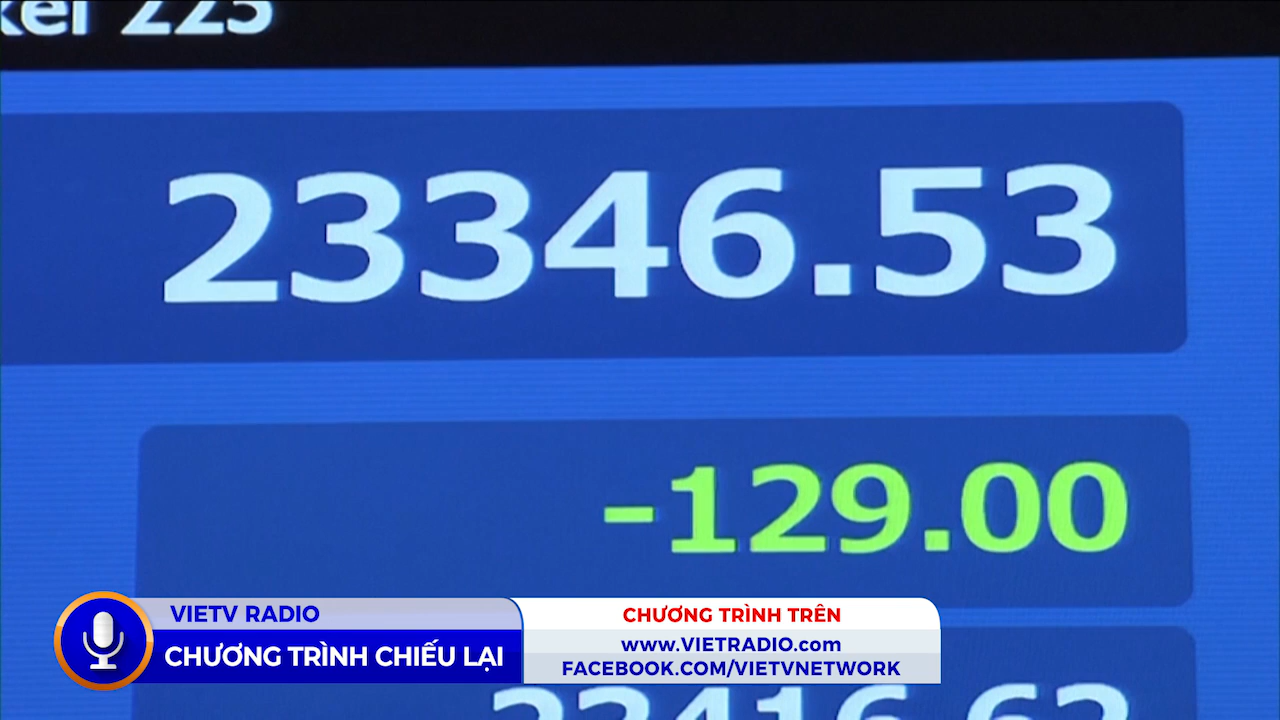 225
23346.53
-129.00
VIETV RADIO
CHƯƠNG TRÌNH CHIẾU LẠI
CHƯƠNG TRÌNH TRÊN
www.VIETRADIO.com
FACEBOOK.COM/VIETVNETWORK